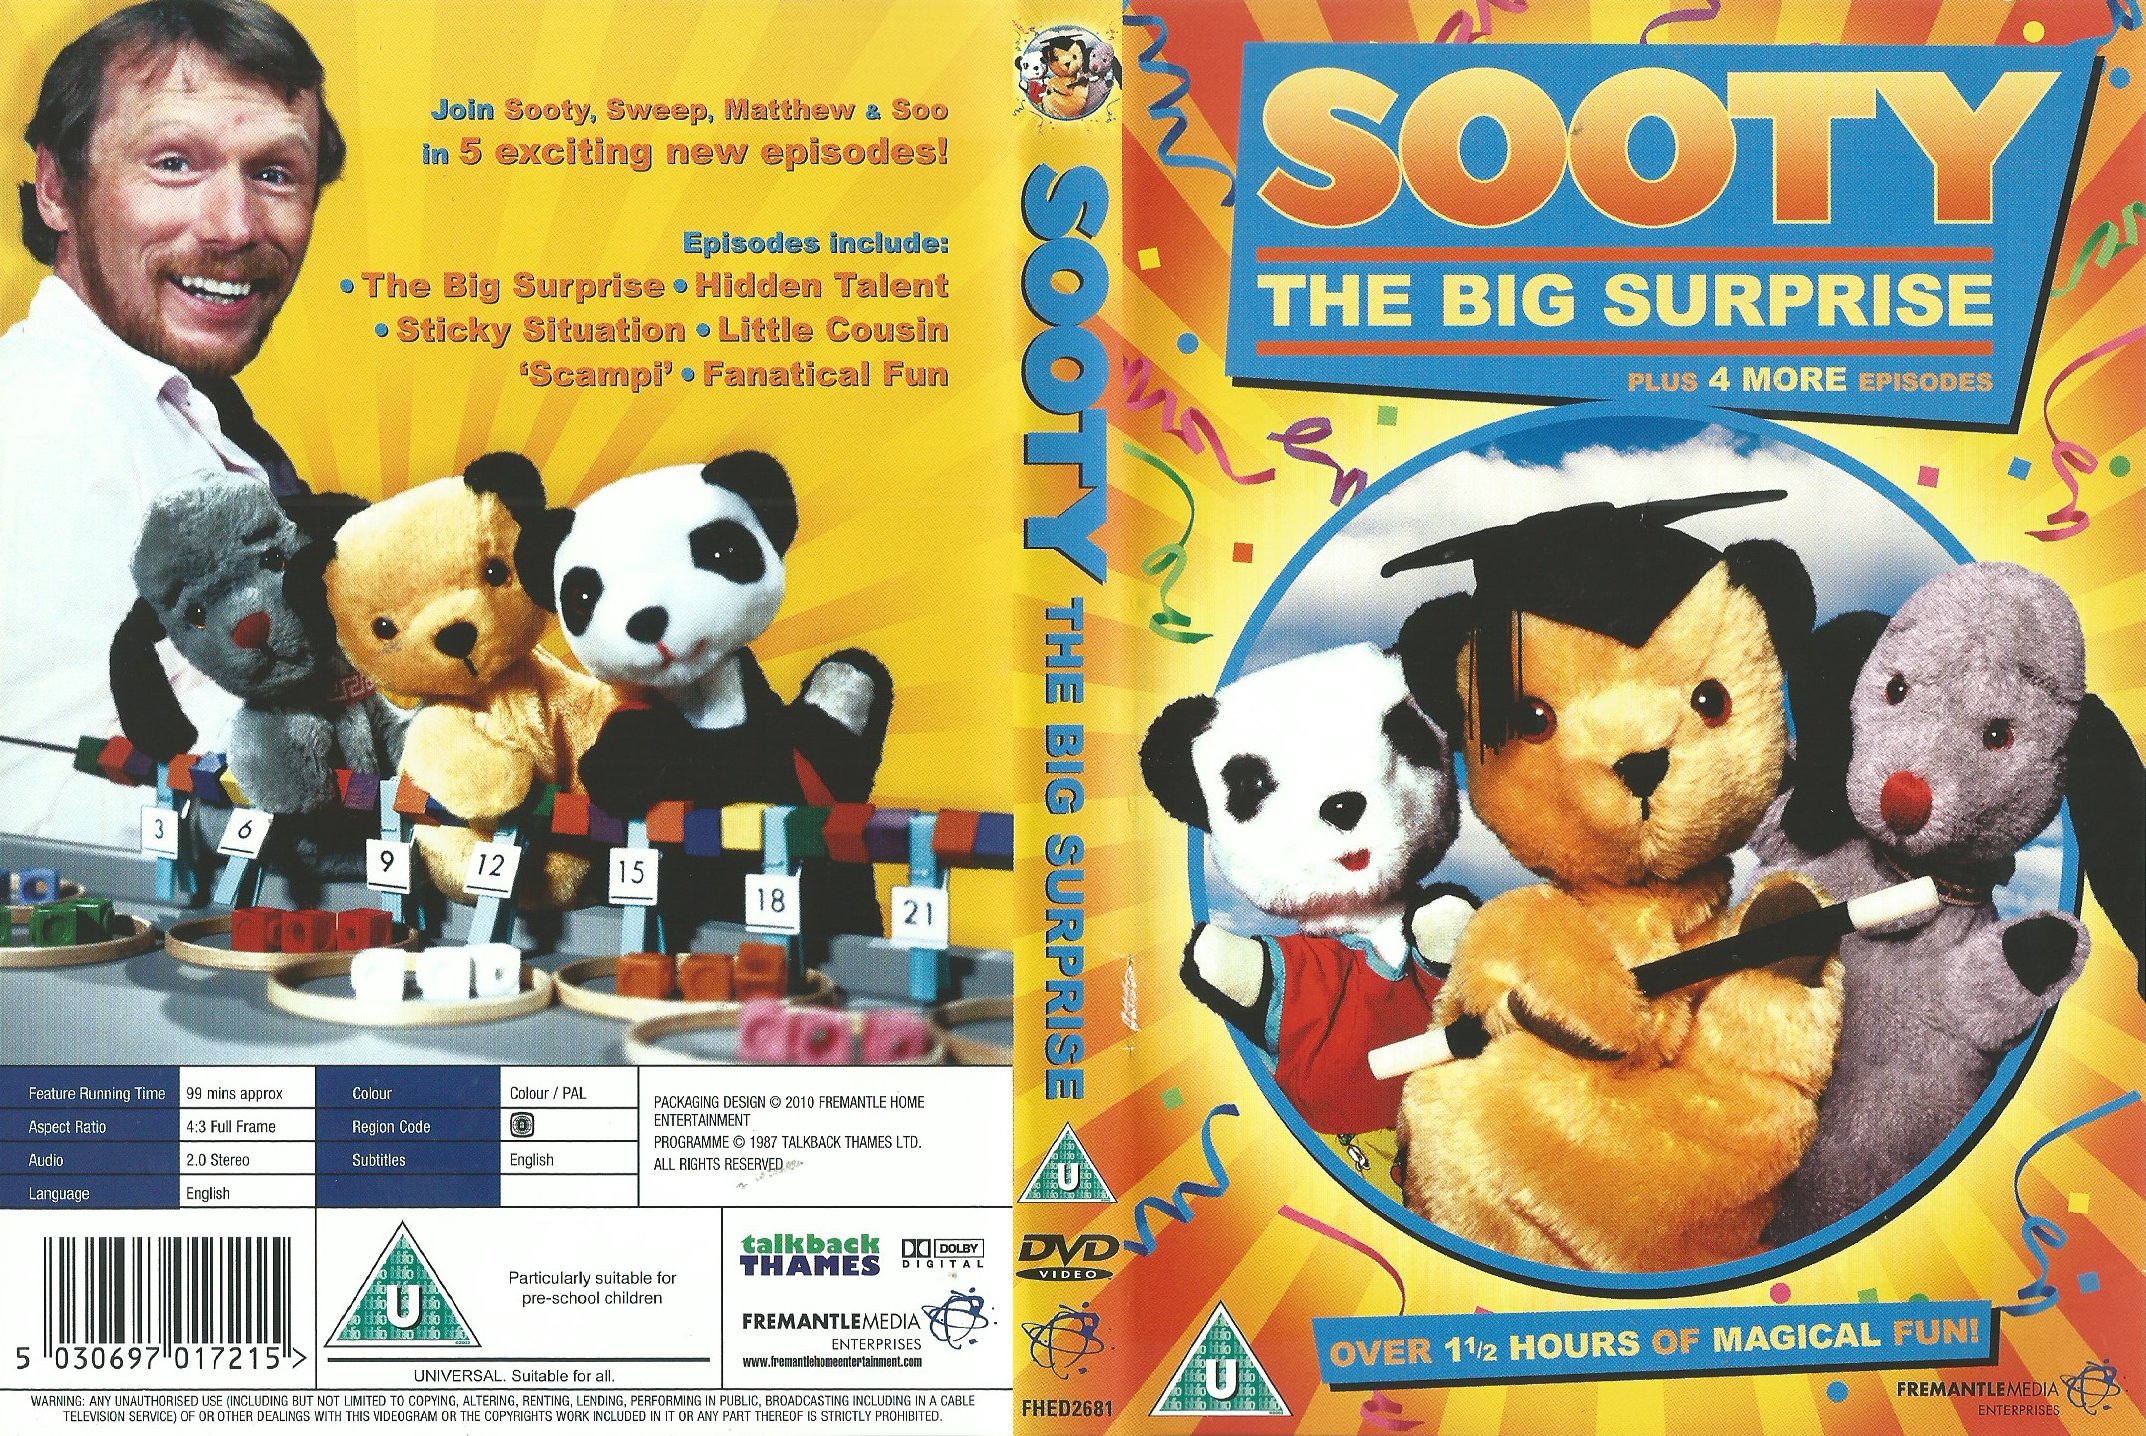 Join Sooty, Sweep, Matthew & Soo
in 5 exciting new episodes!
Episodes include:
• The Big Surprise • Hidden Talent
• Sticky Situation • Little Cousin
‘Scampi’ • Fanatical Fun
3
6
9
12
15
18
21
Feature Running Time 99 mins approx
Aspect Ratio 4:3 Full Frame
Audio 2.0 Stereo
Language English
Colour Colour / PAL
Region Code
Subtitles English
PACKAGING DESIGN © 2010 FREMANTLE HOME
ENTERTAINMENT
PROGRAMME © 1987 TALKBACK THAMES LTD.
ALL RIGHTS RESERVED
5 030697 017215 >
U
Particularly suitable for
pre-school children
UNIVERSAL. Suitable for all.
talkback
THAMES
DOLBY
DIGITAL
FREMANTLEMEDIA
ENTERPRISES
www.fremantlehomeentertainment.com
WARNING: ANY UNAUTHORISED USE (INCLUDING BUT NOT LIMITED TO COPYING, ALTERING, RENTING, LENDING, PERFORMING IN PUBLIC, BROADCASTING INCLUDING IN A CABLE
TELEVISION SERVICE) OF OR OTHER DEALINGS WITH THIS VIDEOGRAM OR THE COPYRIGHTS WORK INCLUDED IN IT OR ANY PART THEREOF IS STRICTLY PROHIBITED.
SOOTY THE BIG SURPRISE
U
DVD
VIDEO
FHED2681
SOOTY
THE BIG SURPRISE
PLUS 4 MORE EPISODES
OVER 1 1/2 HOURS OF MAGICAL FUN!
U
FREMANTLEMEDIA
ENTERPRISES